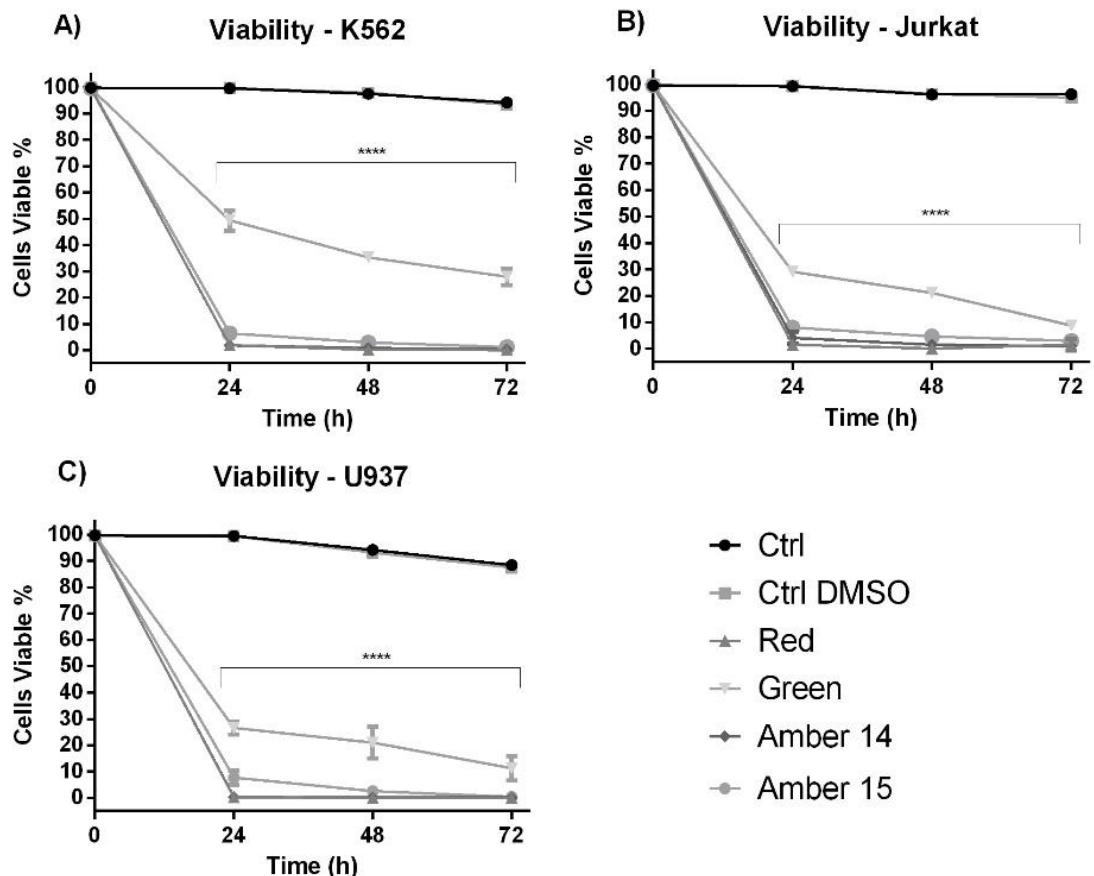 A) Viability - K562
100
90
80
70
60
50
40
30
20
10
0
Cells Viable %
****
0 24 48 72
Time (h)
B) Viability - Jurkat
100
90
80
70
60
50
40
30
20
10
0
Cells Viable %
****
0 24 48 72
Time (h)
C) Viability - U937
100
90
80
70
60
50
40
30
20
10
0
Cells Viable %
****
0 24 48 72
Time (h)
Ctrl
Ctrl DMSO
Red
Green
Amber 14
Amber 15